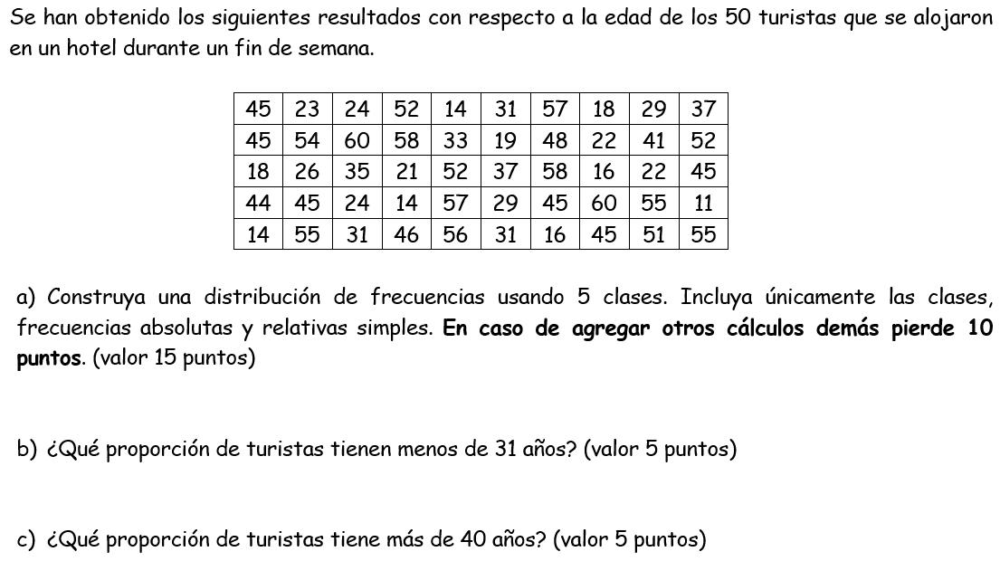 Se han obtenido los siguientes resultados con respecto a la edad de los 50 turistas que se alojaron
en un hotel durante un fin de semana.
45 23 24 52 14 31 57 18 29 37
45 54 60 58 33 19 48 22 41 52
18 26 35 21 52 37 58 16 22 45
44 45 24 14 57 29 45 60 55 11
14 55 31 46 56 31 16 45 51 55
a) Construya una distribución de frecuencias usando 5 clases. Incluya únicamente las clases,
frecuencias absolutas y relativas simples. En caso de agregar otros cálculos demás pierde 10
puntos. (valor 15 puntos)
b) ¿Qué proporción de turistas tienen menos de 31 años? (valor 5 puntos)
c) ¿Qué proporción de turistas tiene más de 40 años? (valor 5 puntos)